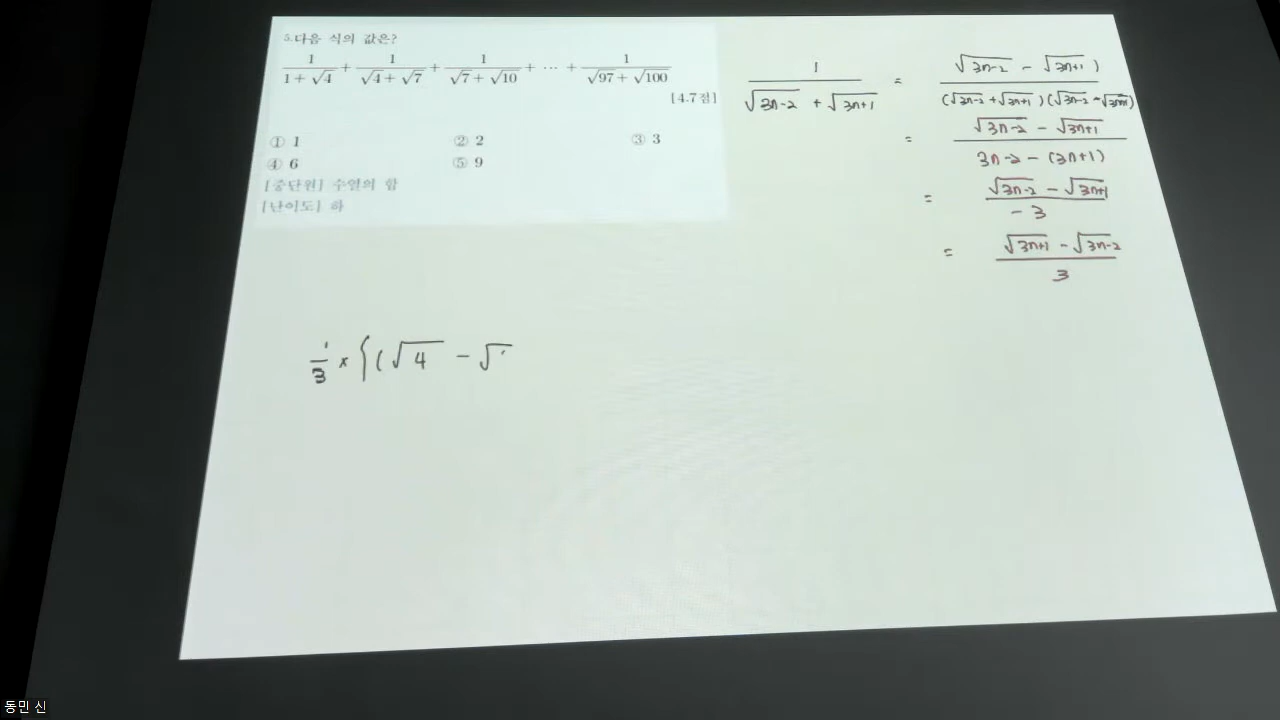 5.다음 식의 값은?
1/(1+√4) + 1/(√4+√7) + 1/(√7+√10) + ⋯ + 1/(√97+√100)
[4.7점]
① 1 ② 2 ③ 3
④ 6 ⑤ 9
[중단원] 수열의 합
[난이도] 하
1/(√3n-2 + √3n+1) = (√3n-2 - √3n+1)) / ((√3n-2 + √3n+1)(√3n-2 - √3n+1))
= (√3n-2 - √3n+1) / (3n-2 - (3n+1))
= (√3n-2 - √3n+1) / -3
= (√3n+1 - √3n-2) / 3
1/3 × {(√4 - √
동민 신